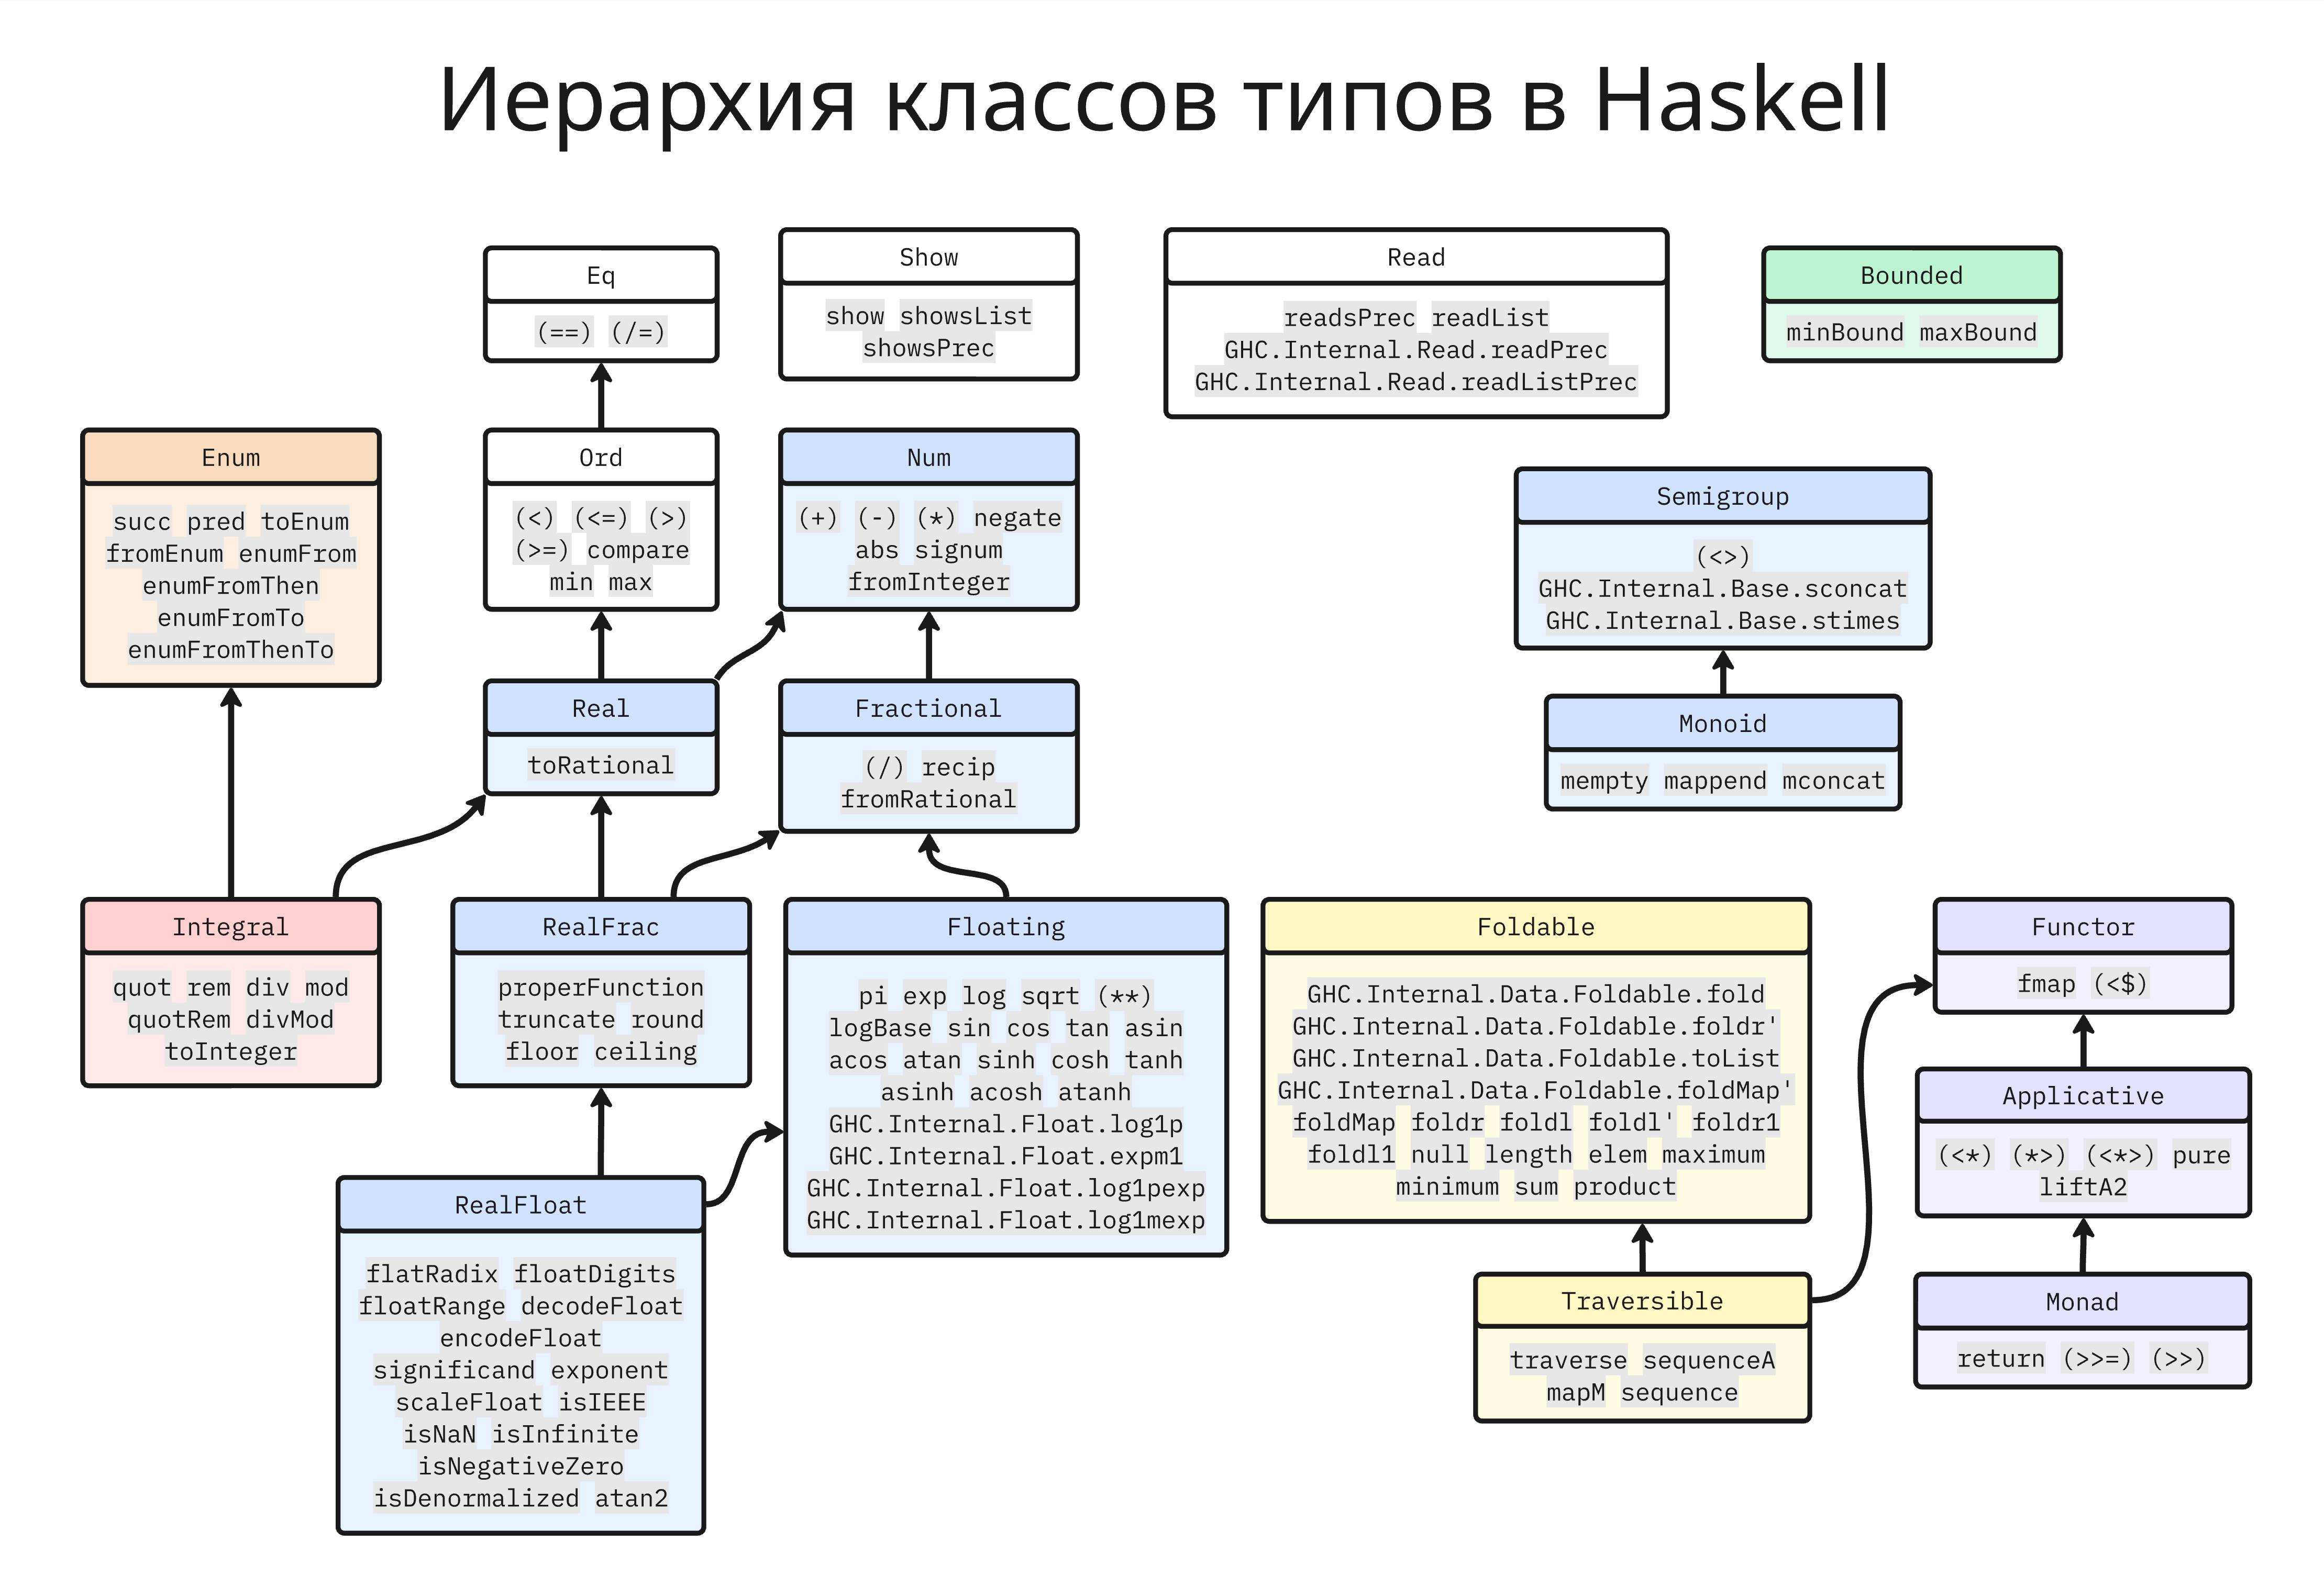 Иерархия классов типов в Haskell
Eq
(==) (/=)
Show
show showsList
showsPrec
Read
readsPrec readList
GHC.Internal.Read.readPrec
GHC.Internal.Read.readListPrec
Bounded
minBound maxBound
Enum
succ pred toEnum
fromEnum enumFrom
enumFromThen
enumFromTo
enumFromThenTo
Ord
(<) (<=) (>)
(>=) compare
min max
Num
(+) (-) (*) negate
abs signum
fromInteger
Semigroup
(<>)
GHC.Internal.Base.sconcat
GHC.Internal.Base.stimes
Real
toRational
Fractional
(/) recip
fromRational
Monoid
mempty mappend mconcat
Integral
quot rem div mod
quotRem divMod
toInteger
RealFrac
properFunction
truncate round
floor ceiling
Floating
pi exp log sqrt (**)
logBase sin cos tan asin
acos atan sinh cosh tanh
asinh acosh atanh
GHC.Internal.Float.log1p
GHC.Internal.Float.expm1
GHC.Internal.Float.log1pexp
GHC.Internal.Float.log1mexp
Foldable
GHC.Internal.Data.Foldable.fold
GHC.Internal.Data.Foldable.foldr'
GHC.Internal.Data.Foldable.toList
GHC.Internal.Data.Foldable.foldMap'
foldMap foldr foldl foldl' foldr1
foldl1 null length elem maximum
minimum sum product
Functor
fmap (<$)
Applicative
(<*) (*>) (<*>) pure
liftA2
RealFloat
flatRadix floatDigits
floatRange decodeFloat
encodeFloat
significand exponent
scaleFloat isIEEE
isNaN isInfinite
isNegativeZero
isDenormalized atan2
Traversible
traverse sequenceA
mapM sequence
Monad
return (>>=) (>>)